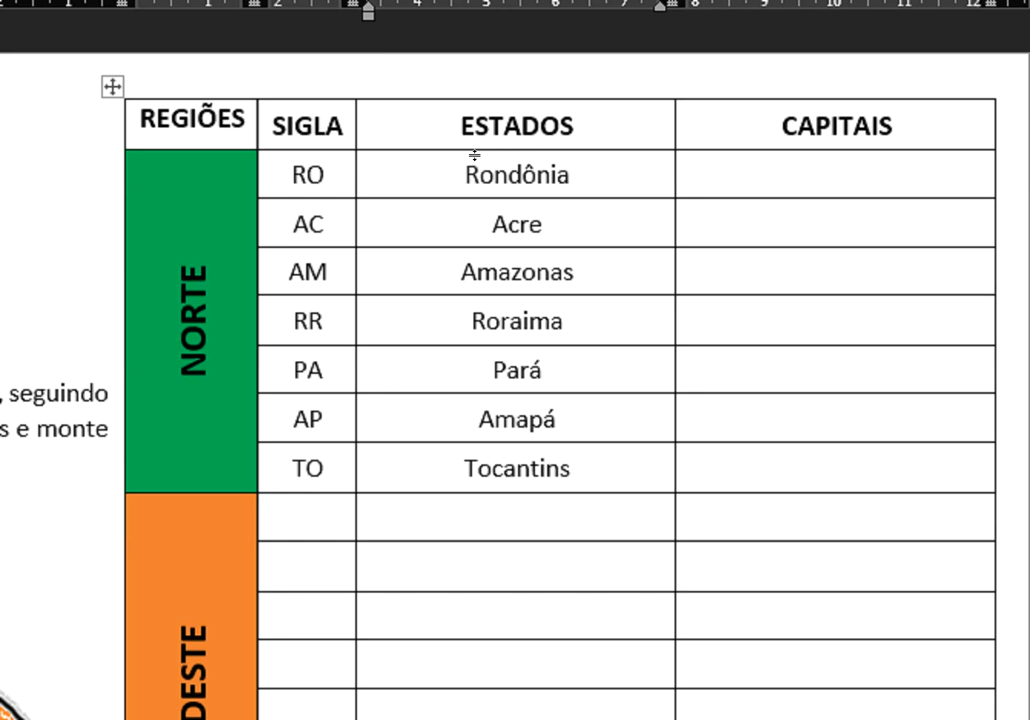 REGIÕES SIGLA ESTADOS CAPITAIS
RO Rondônia
AC Acre
AM Amazonas
NORTE
RR Roraima
PA Pará
, seguindo
AP Amapá
s e monte
TO Tocantins
DESTE